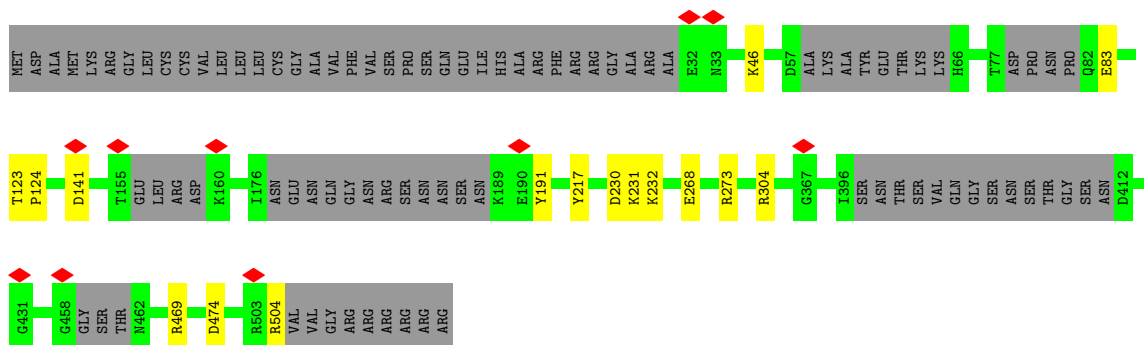 MET ASP ALA MET LYS ARG GLY LEU CYS CYS VAL LEU LEU LEU CYS GLY ALA VAL PHE VAL SER PRO SER GLN GLU ILE HIS ALA ARG PHE ARG ARG GLY ALA ARG ALA E32 N33 K46 D57 ALA LYS ALA TYR GLU THR LYS LYS H66 T77 ASP PRO ASN PRO Q82 E83
T123 P124 D141 T155 GLU LEU ARG ASP K160 I176 ASN GLU ASN GLN GLY ASN ARG SER ASN ASN SER ASN K189 E190 Y191 Y217 D230 K231 K232 E268 R273 R304 G367 I396 SER ASN THR SER VAL GLN GLY SER ASN SER THR GLY SER ASN D412
G431 G458 GLY SER THR N462 R469 D474 R503 R504 VAL VAL GLY ARG ARG ARG ARG ARG ARG